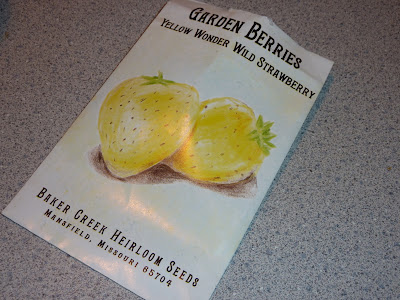 Garden Berries
Yellow Wonder Wild Strawberry
Baker Creek Heirloom Seeds
Mansfield, Missouri 65704